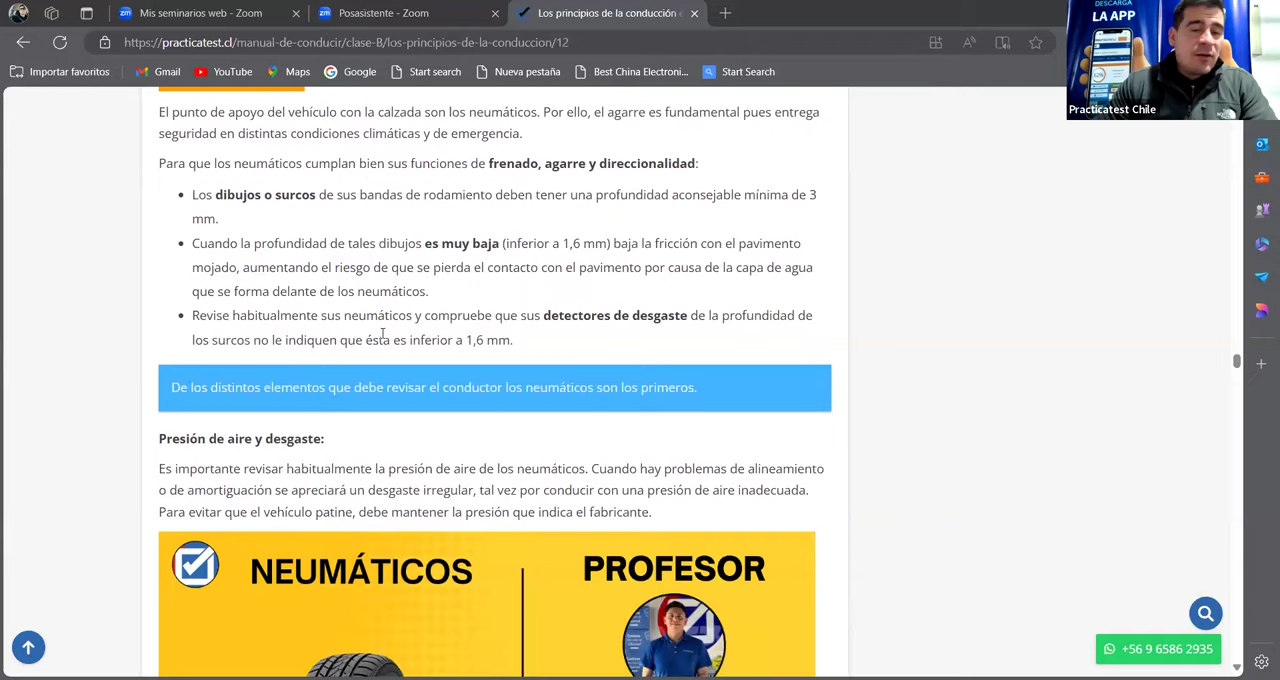 Mis seminarios web - Zoom
Posasistente - Zoom
Los principios de la conducción
https://practicatest.cl/manual-de-conducir/clase-B/los-principios-de-la-conduccion/12
Importar favoritos
Gmail
YouTube
Maps
Google
Start search
Nueva pestaña
Best China Electroni...
Start Search
DESCARGA
LA APP
Practicatest Chile
El punto de apoyo del vehículo con la calzada son los neumáticos. Por ello, el agarre es fundamental pues entrega
seguridad en distintas condiciones climáticas y de emergencia.
Para que los neumáticos cumplan bien sus funciones de frenado, agarre y direccionalidad:
Los dibujos o surcos de sus bandas de rodamiento deben tener una profundidad aconsejable mínima de 3
mm.
Cuando la profundidad de tales dibujos es muy baja (inferior a 1,6 mm) baja la fricción con el pavimento
mojado, aumentando el riesgo de que se pierda el contacto con el pavimento por causa de la capa de agua
que se forma delante de los neumáticos.
Revise habitualmente sus neumáticos y compruebe que sus detectores de desgaste de la profundidad de
los surcos no le indiquen que ésta es inferior a 1,6 mm.
De los distintos elementos que debe revisar el conductor los neumáticos son los primeros.
Presión de aire y desgaste:
Es importante revisar habitualmente la presión de aire de los neumáticos. Cuando hay problemas de alineamiento
o de amortiguación se apreciará un desgaste irregular, tal vez por conducir con una presión de aire inadecuada.
Para evitar que el vehículo patine, debe mantener la presión que indica el fabricante.
NEUMÁTICOS
PROFESOR
+56 9 6586 2935